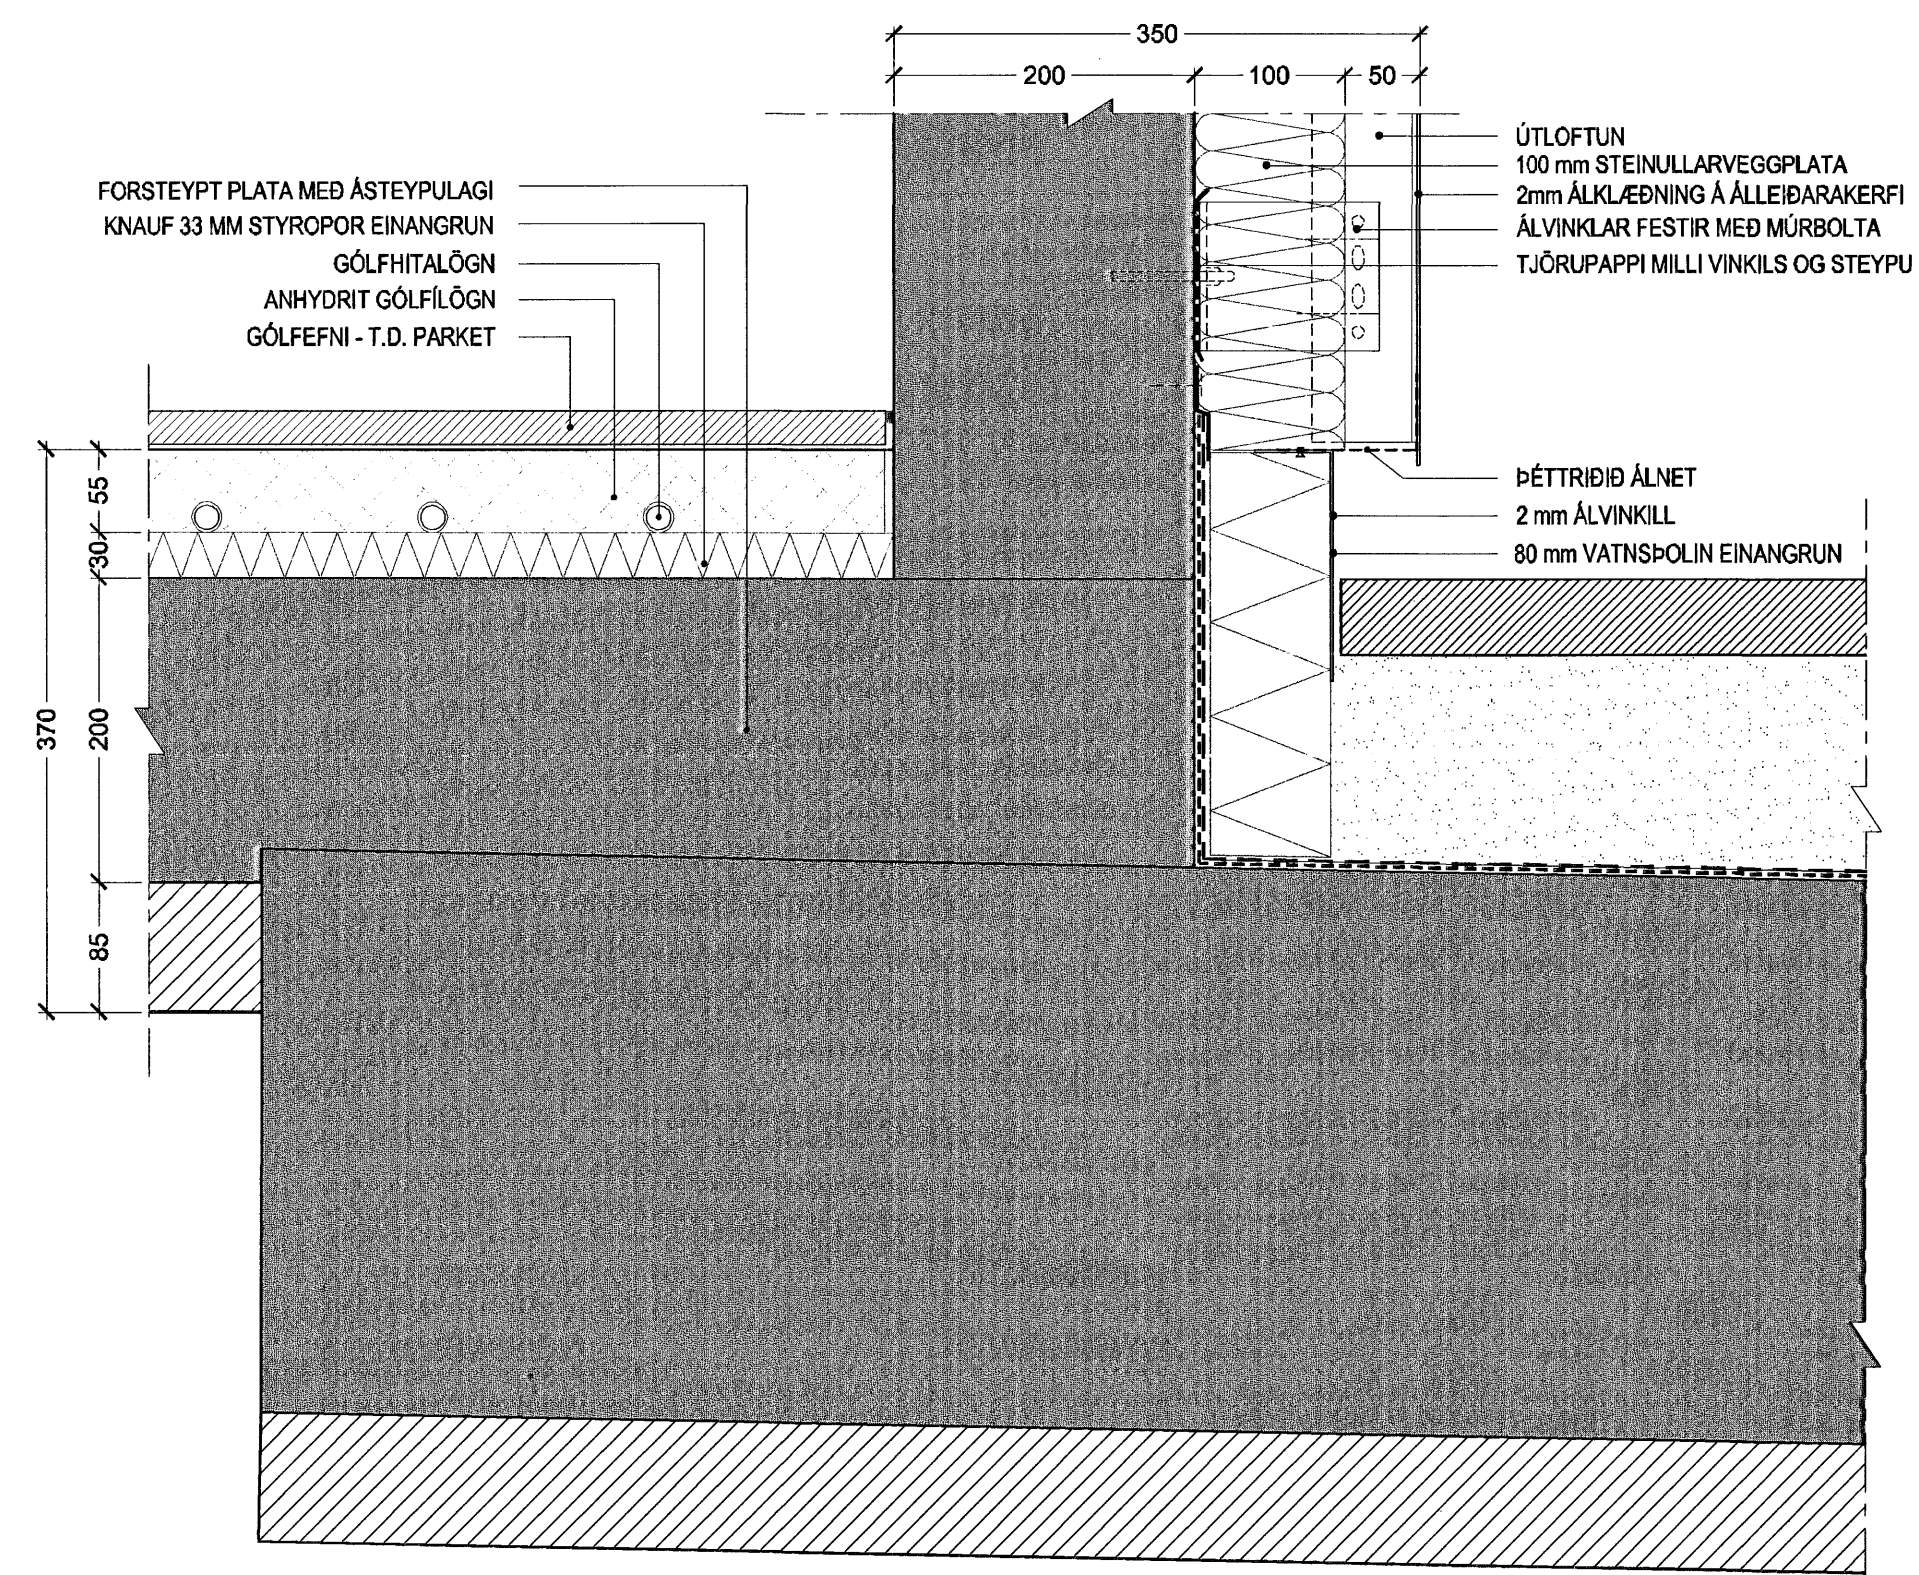 350
200
100
50
FORSTEYPT PLATA MEÐ ÁSTEYPULAGI
KNAUF 33 MM STYROPOR EINANGRUN
GÓLFHITALÖGN
ANHYDRIT GÓLFÍLÖGN
GÓLFEFNI - T.D. PARKET
ÚTLOFTUN
100 mm STEINULLARVEGGPLATA
2mm ÁLKLÆÐNING Á ÁLLEIÐARAKERFI
ÁLVINKLAR FESTIR MEÐ MÚRBOLTA
TJÖRUPAPPI MILLI VINKILS OG STEYPU
ÞÉTTRIÐIÐ ÁLNET
2 mm ÁLVINKILL
80 mm VATNSÞOLIN EINANGRUN
55
30
370
200
85